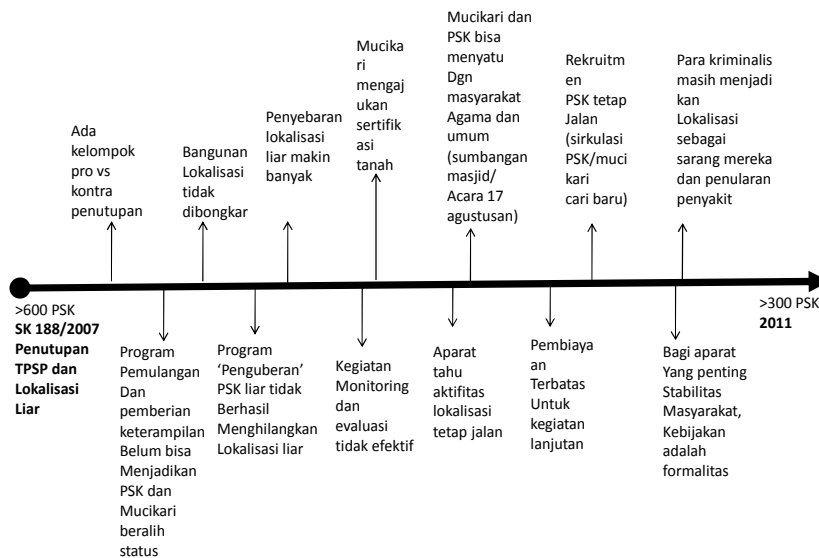 Ada
kelompok
pro vs
kontra
penutupan
Bangunan
Lokalisasi
tidak
dibongkar
Penyebaran
lokalisasi
liar makin
banyak
Mucika
ri
mengaj
ukan
sertifik
asi
tanah
Mucikari dan
PSK bisa
menyatu
Dgn
masyarakat
Agama dan
umum
(sumbangan
masjid/
Acara 17
agustusan)
Rekruitm
en
PSK tetap
Jalan
(sirkulasi
PSK/muci
kari
cari baru)
Para kriminalis
masih menjadi
kan
Lokalisasi
sebagai
sarang mereka
dan penularan
penyakit
>600 PSK
SK 188/2007
Penutupan
TPSP dan
Lokalisasi
Liar
Program
Pemulangan
Dan
pemberian
keterampilan
Belum bisa
Menjadikan
PSK dan
Mucikari
beralih
status
Program
‘Penguberan’
PSK liar tidak
Berhasil
Menghilangkan
Lokalisasi liar
Kegiatan
Monitoring
dan
evaluasi
tidak efektif
Aparat
tahu
aktifitas
lokalisasi
tetap jalan
Pembiaya
an
Terbatas
Untuk
kegiatan
lanjutan
Bagi aparat
Yang penting
Stabilitas
Masyarakat,
Kebijakan
adalah
formalitas
>300 PSK
2011